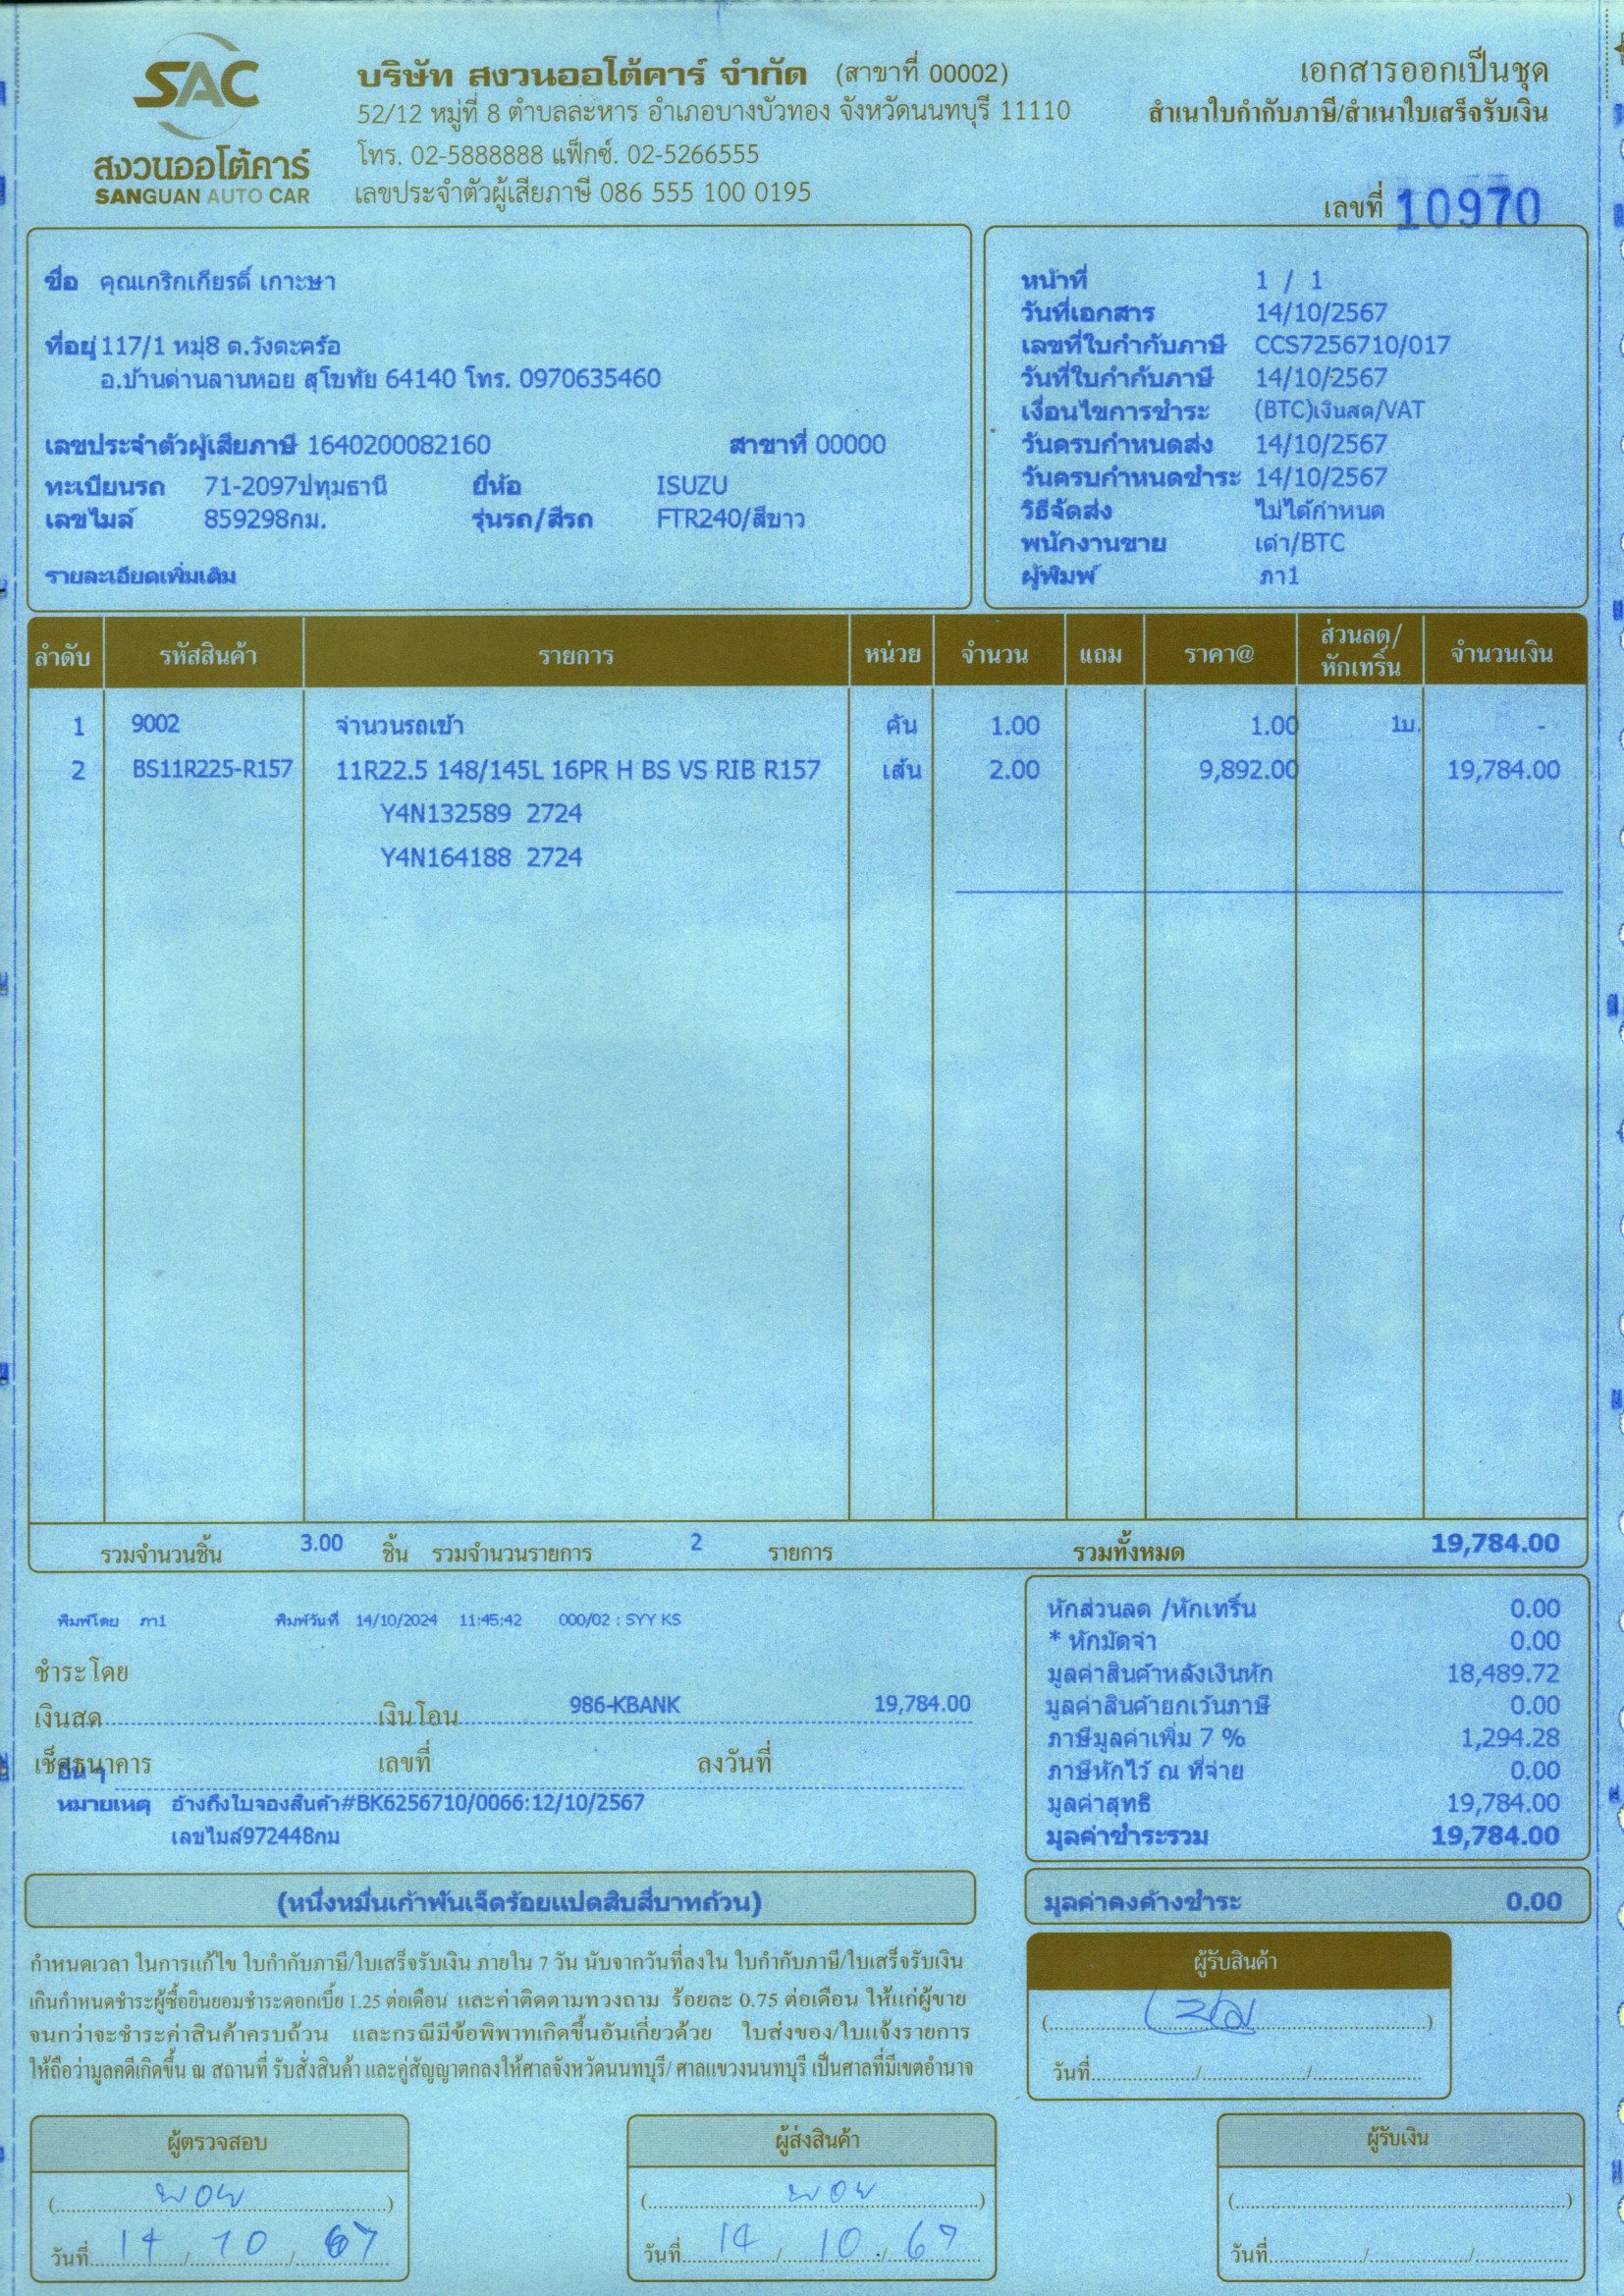 SAC
สงวนออโต้คาร์
SANGUAN AUTO CAR
บริษัท สงวนออโต้คาร์ จำกัด (สาขาที่ 00002)
52/12 หมู่ที่ 8 ตำบลละหาร อำเภอบางบัวทอง จังหวัดนนทบุรี 11110
โทร. 02-5888888 แฟ็กซ์. 02-5266555
เลขประจำตัวผู้เสียภาษี 086 555 100 0195
เอกสารออกเป็นชุด
สำเนาใบกำกับภาษี/สำเนาใบเสร็จรับเงิน
เลขที่ 10970
ชื่อ คุณเกริกเกียรติ์ เกาะษา
ที่อยู่ 117/1 หมุ่8 ต.วังตะคร้อ
อ.บ้านด่านลานหอย สุโขทัย 64140 โทร. 0970635460
เลขประจำตัวผู้เสียภาษี 1640200082160 สาขาที่ 00000
ทะเบียนรถ 71-2097ปทุมธานี ยี่ห้อ ISUZU
เลขไมล์ 859298กม. รุ่นรถ/สีรถ FTR240/สีขาว
รายละเอียดเพิ่มเติม
หน้าที่ 1 / 1
วันที่เอกสาร 14/10/2567
เลขที่ใบกำกับภาษี CCS7256710/017
วันที่ใบกำกับภาษี 14/10/2567
เงื่อนไขการชำระ (BTC)เงินสด/VAT
วันครบกำหนดส่ง 14/10/2567
วันครบกำหนดชำระ 14/10/2567
วิธีจัดส่ง ไม่ได้กำหนด
พนักงานขาย เด่า/BTC
ผู้พิมพ์ ภา1
ลำดับ รหัสสินค้า รายการ หน่วย จำนวน แถม ราคา@ ส่วนลด/หักเทริ์น จำนวนเงิน
1 9002 จำนวนรถเข้า คัน 1.00 1.00 1บ. -
2 BS11R225-R157 11R22.5 148/145L 16PR H BS VS RIB R157 เส้น 2.00 9,892.00 19,784.00
Y4N132589 2724
Y4N164188 2724
รวมจำนวนชิ้น 3.00 ชิ้น รวมจำนวนรายการ 2 รายการ รวมทั้งหมด 19,784.00
พิมพ์โดย ภา1 พิมพ์วันที่ 14/10/2024 11:45:42 000/02 : SYY KS
ชำระโดย
เงินสด เงินโอน 986-KBANK 19,784.00
เช็คธนาคาร เลขที่ ลงวันที่
อื่นๆ
หมายเหตุ อ้างถึงใบจองสินค้า#BK6256710/0066:12/10/2567
เลขไมล์972448กม
หักส่วนลด /หักเทริ์น 0.00
* หักมัดจำ 0.00
มูลค่าสินค้าหลังเงินหัก 18,489.72
มูลค่าสินค้ายกเว้นภาษี 0.00
ภาษีมูลค่าเพิ่ม 7 % 1,294.28
ภาษีหักไว้ ณ ที่จ่าย 0.00
มูลค่าสุทธิ 19,784.00
มูลค่าชำระรวม 19,784.00
(หนึ่งหมื่นเก้าพันเจ็ดร้อยแปดสิบสี่บาทถ้วน)
มูลค่าคงค้างชำระ 0.00
กำหนดเวลา ในการแก้ไข ใบกำกับภาษี/ใบเสร็จรับเงิน ภายใน 7 วัน นับจากวันที่ลงใน ใบกำกับภาษี/ใบเสร็จรับเงิน
เกินกำหนดชำระผู้ซื้อยินยอมชำระดอกเบี้ย 1.25 ต่อเดือน และค่าติดตามทวงถาม ร้อยละ 0.75 ต่อเดือน ให้แก่ผู้ขาย
จนกว่าจะชำระค่าสินค้าครบถ้วน และกรณีมีข้อพิพาทเกิดขึ้นอันเกี่ยวด้วย ใบส่งของ/ใบแจ้งรายการ
ให้ถือว่ามูลคดีเกิดขึ้น ณ สถานที่ รับสั่งสินค้า และคู่สัญญาตกลงให้ศาลจังหวัดนนทบุรี/ ศาลแขวงนนทบุรี เป็นศาลที่มีเขตอำนาจ
ผู้รับสินค้า
วันที่
ผู้ตรวจสอบ
วันที่ 14 / 10 / 67
ผู้ส่งสินค้า
วันที่ 14 / 10 / 67
ผู้รับเงิน
วันที่